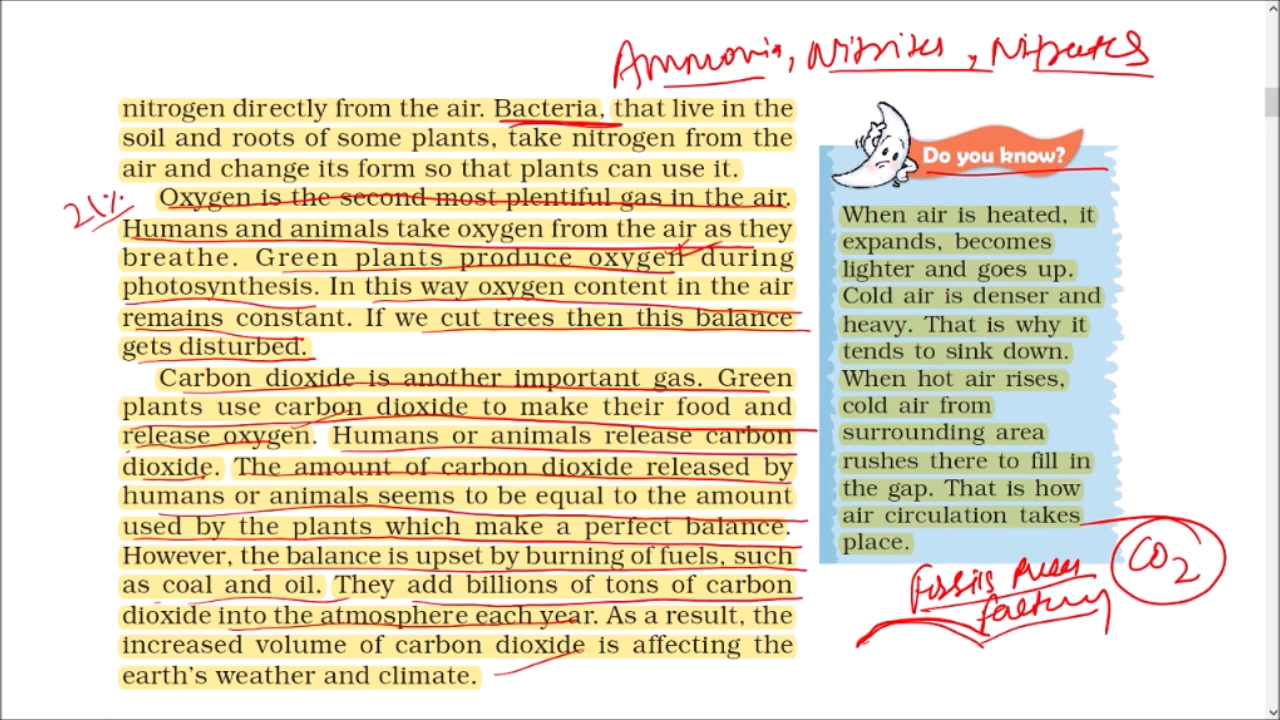 Ammonia, Nitrites, Nitrates
nitrogen directly from the air. Bacteria, that live in the
soil and roots of some plants, take nitrogen from the
air and change its form so that plants can use it.
21%
Oxygen is the second most plentiful gas in the air.
Humans and animals take oxygen from the air as they
breathe. Green plants produce oxygen during
photosynthesis. In this way oxygen content in the air
remains constant. If we cut trees then this balance
gets disturbed.
Carbon dioxide is another important gas. Green
plants use carbon dioxide to make their food and
release oxygen. Humans or animals release carbon
dioxide. The amount of carbon dioxide released by
humans or animals seems to be equal to the amount
used by the plants which make a perfect balance.
However, the balance is upset by burning of fuels, such
as coal and oil. They add billions of tons of carbon
dioxide into the atmosphere each year. As a result, the
increased volume of carbon dioxide is affecting the
earth's weather and climate.
Do you know?
When air is heated, it
expands, becomes
lighter and goes up.
Cold air is denser and
heavy. That is why it
tends to sink down.
When hot air rises,
cold air from
surrounding area
rushes there to fill in
the gap. That is how
air circulation takes
place.
CO2
factory